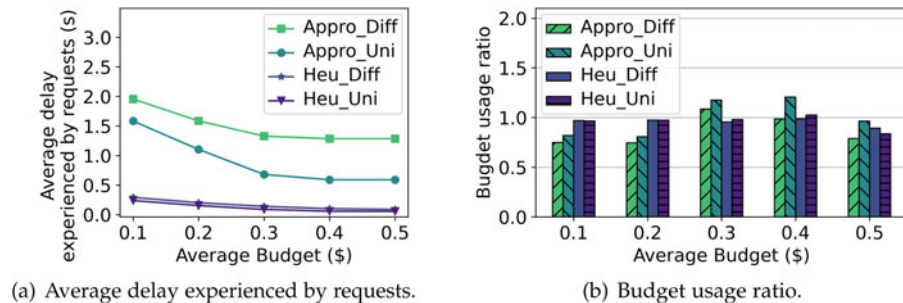 Average delay
experienced by requests (s)
3.0
2.5
2.0
1.5
1.0
0.5
0.0
Appro_Diff
Appro_Uni
Heu_Diff
Heu_Uni
0.1 0.2 0.3 0.4 0.5
Average Budget ($)
(a) Average delay experienced by requests.
Bugdet usage ratio
2.0
1.5
1.0
0.5
0.0
Appro_Diff
Appro_Uni
Heu_Diff
Heu_Uni
0.1 0.2 0.3 0.4 0.5
Average Budget ($)
(b) Budget usage ratio.